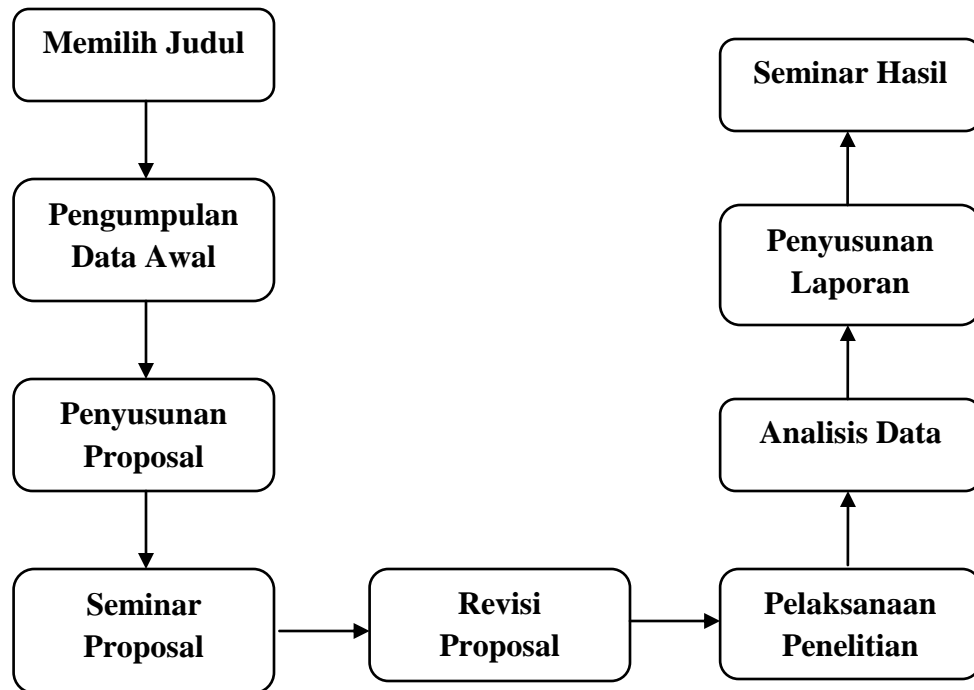 Memilih Judul
Pengumpulan
Data Awal
Penyusunan
Proposal
Seminar
Proposal
Revisi
Proposal
Pelaksanaan
Penelitian
Analisis Data
Penyusunan
Laporan
Seminar Hasil